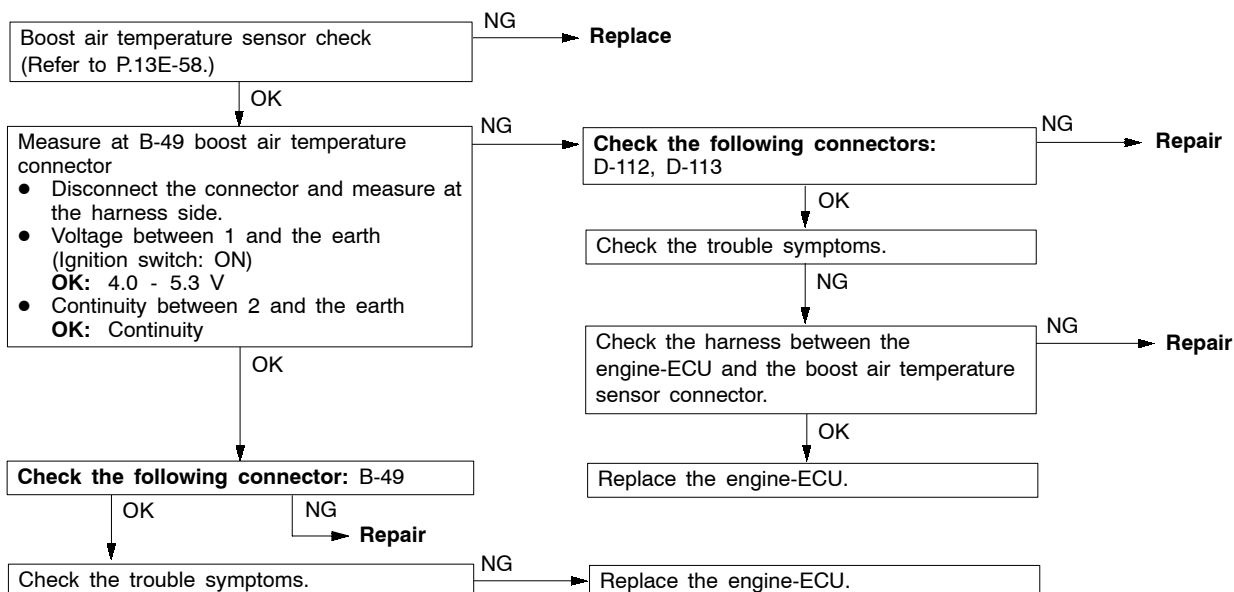 Boost air temperature sensor check
(Refer to P.13E-58.)
NG
Replace
OK
Measure at B-49 boost air temperature
connector
● Disconnect the connector and measure at
the harness side.
● Voltage between 1 and the earth
(Ignition switch: ON)
OK: 4.0 - 5.3 V
● Continuity between 2 and the earth
OK: Continuity
NG
Check the following connectors:
D-112, D-113
NG
Repair
OK
Check the trouble symptoms.
NG
Check the harness between the
engine-ECU and the boost air temperature
sensor connector.
NG
Repair
OK
Replace the engine-ECU.
OK
Check the following connector: B-49
OK
NG
Repair
Check the trouble symptoms.
NG
Replace the engine-ECU.